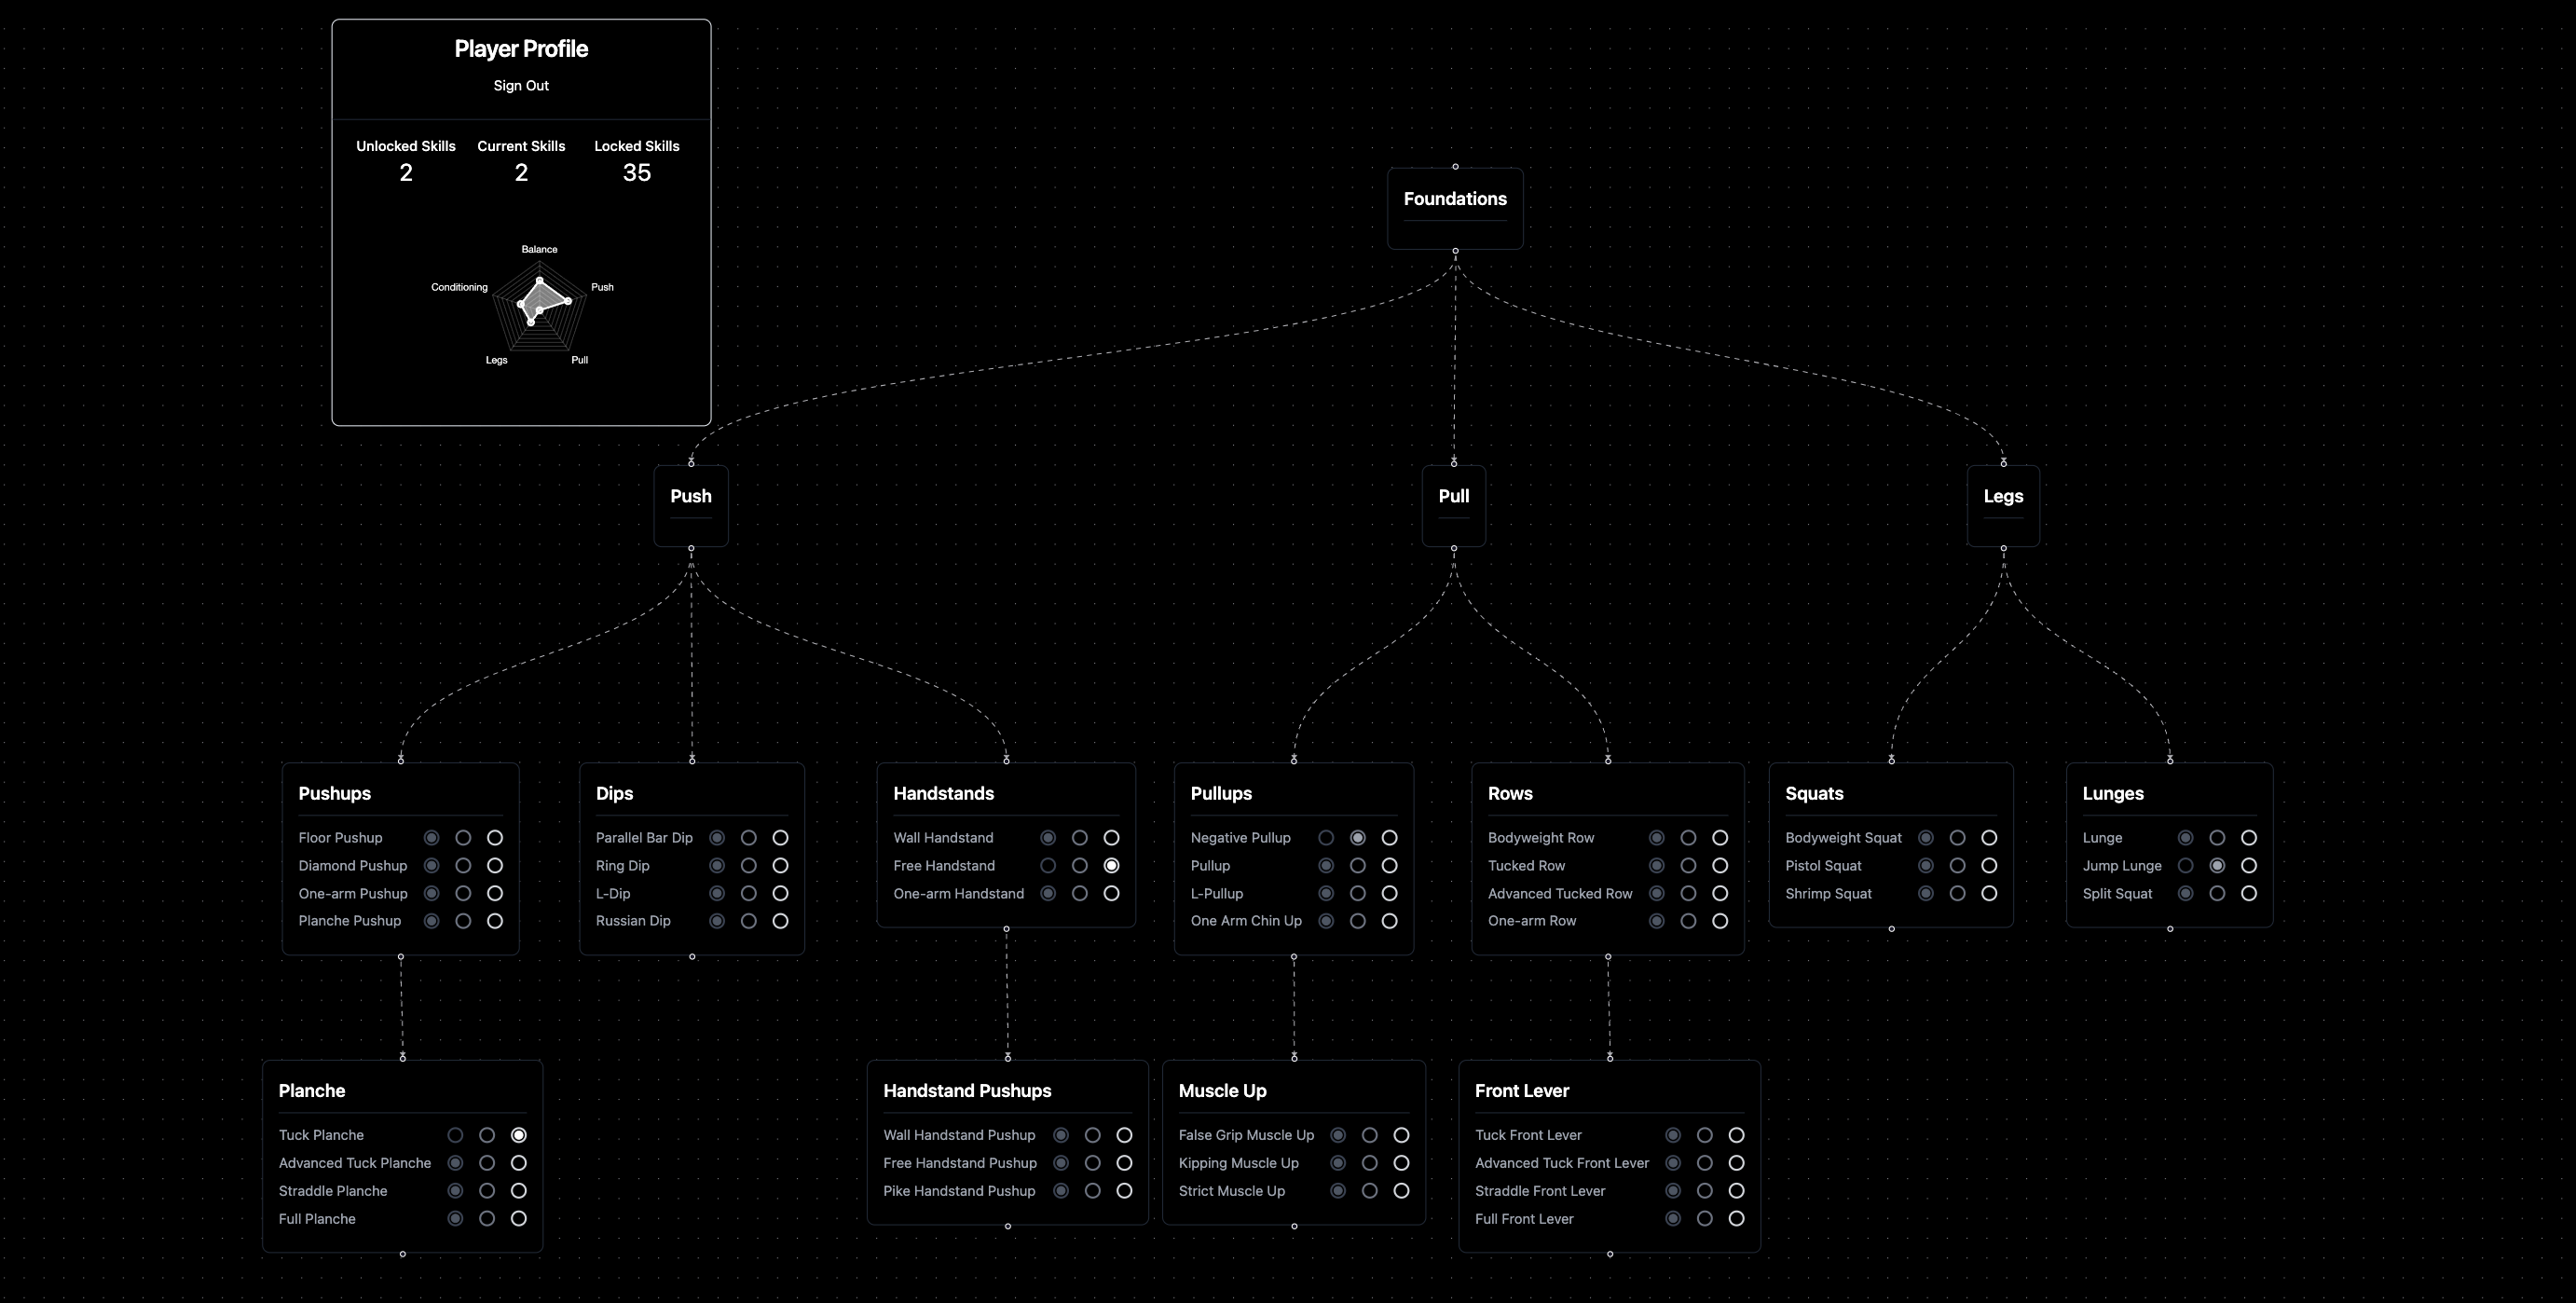 Player Profile
Sign Out
Unlocked Skills
2
Current Skills
2
Locked Skills
35
Balance
Conditioning
Push
Legs
Pull
Foundations
Push
Pull
Legs
Pushups
Floor Pushup
Diamond Pushup
One-arm Pushup
Planche Pushup
Dips
Parallel Bar Dip
Ring Dip
L-Dip
Russian Dip
Handstands
Wall Handstand
Free Handstand
One-arm Handstand
Pullups
Negative Pullup
Pullup
L-Pullup
One Arm Chin Up
Rows
Bodyweight Row
Tucked Row
Advanced Tucked Row
One-arm Row
Squats
Bodyweight Squat
Pistol Squat
Shrimp Squat
Lunges
Lunge
Jump Lunge
Split Squat
Planche
Tuck Planche
Advanced Tuck Planche
Straddle Planche
Full Planche
Handstand Pushups
Wall Handstand Pushup
Free Handstand Pushup
Pike Handstand Pushup
Muscle Up
False Grip Muscle Up
Kipping Muscle Up
Strict Muscle Up
Front Lever
Tuck Front Lever
Advanced Tuck Front Lever
Straddle Front Lever
Full Front Lever